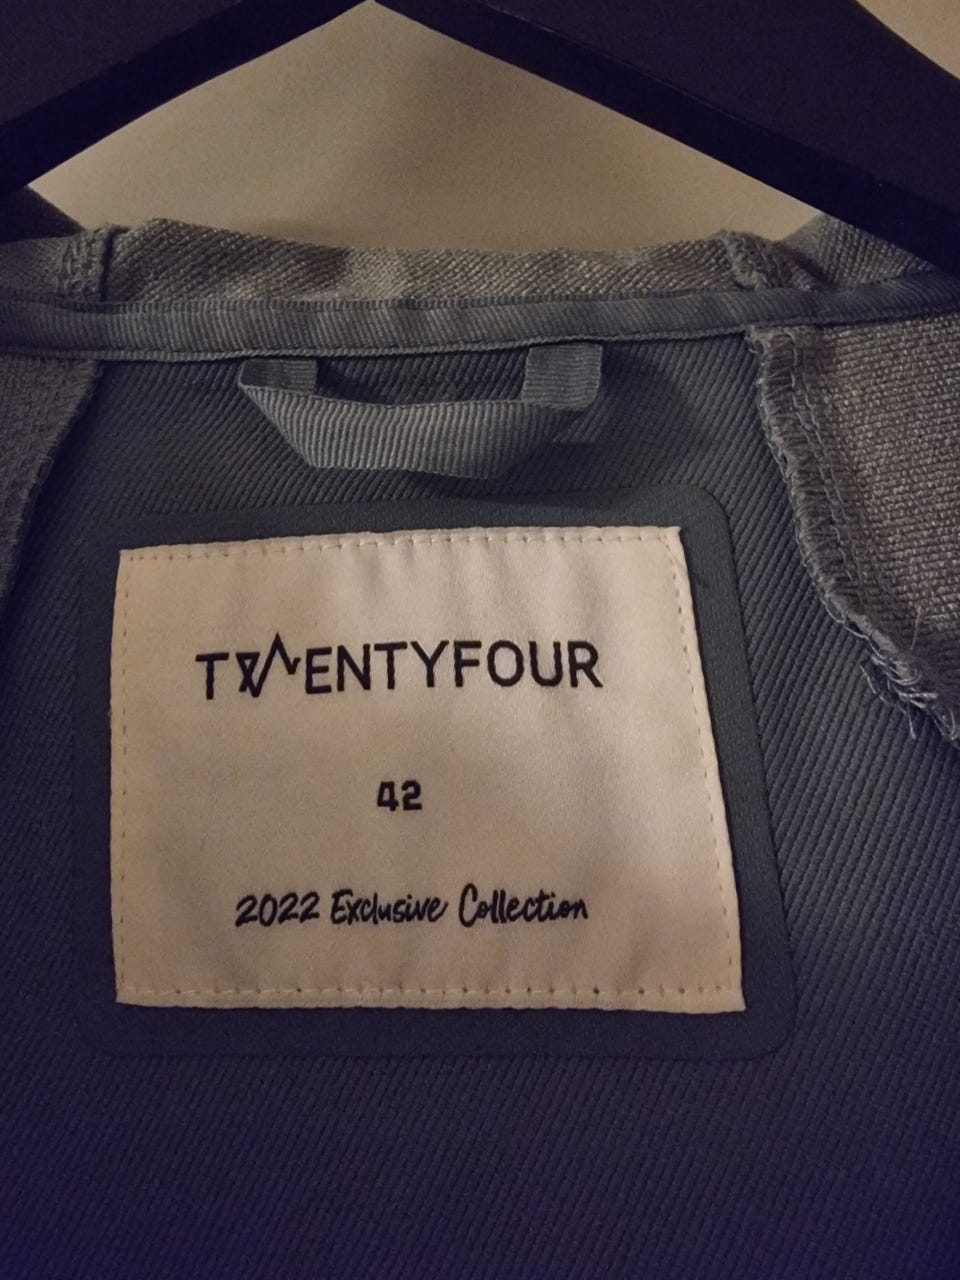 TWENTYFOUR
42
2022 Exclusive Collection